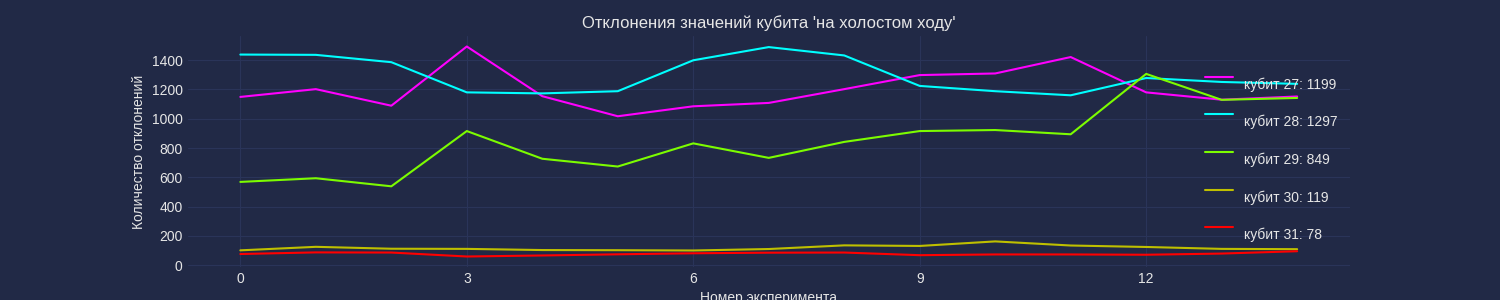 Отклонения значений кубита 'на холостом ходу'
Количество отклонений
1400
1200
1000
800
600
400
200
0
0
3
6
9
12
Номер эксперимента
кубит 27: 1199
кубит 28: 1297
кубит 29: 849
кубит 30: 119
кубит 31: 78